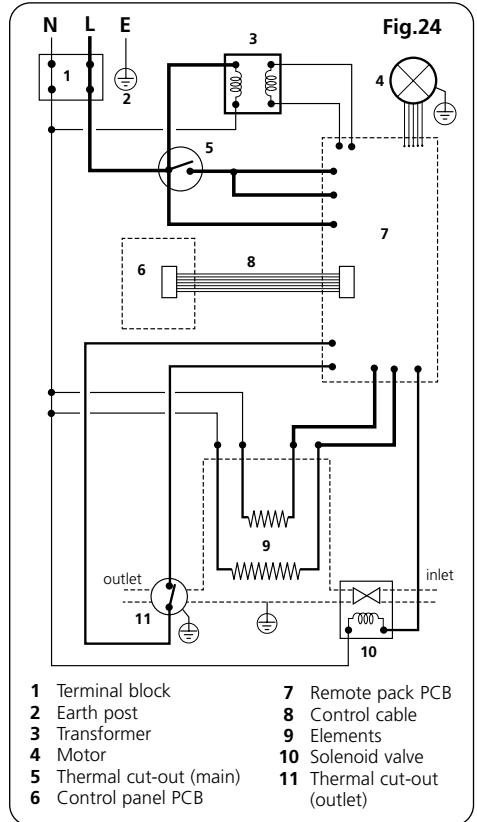 N L E
Fig.24
3
1
4
2
5
7
6
8
9
outlet
inlet
11
10
1 Terminal block
2 Earth post
3 Transformer
4 Motor
5 Thermal cut-out (main)
6 Control panel PCB
7 Remote pack PCB
8 Control cable
9 Elements
10 Solenoid valve
11 Thermal cut-out
(outlet)